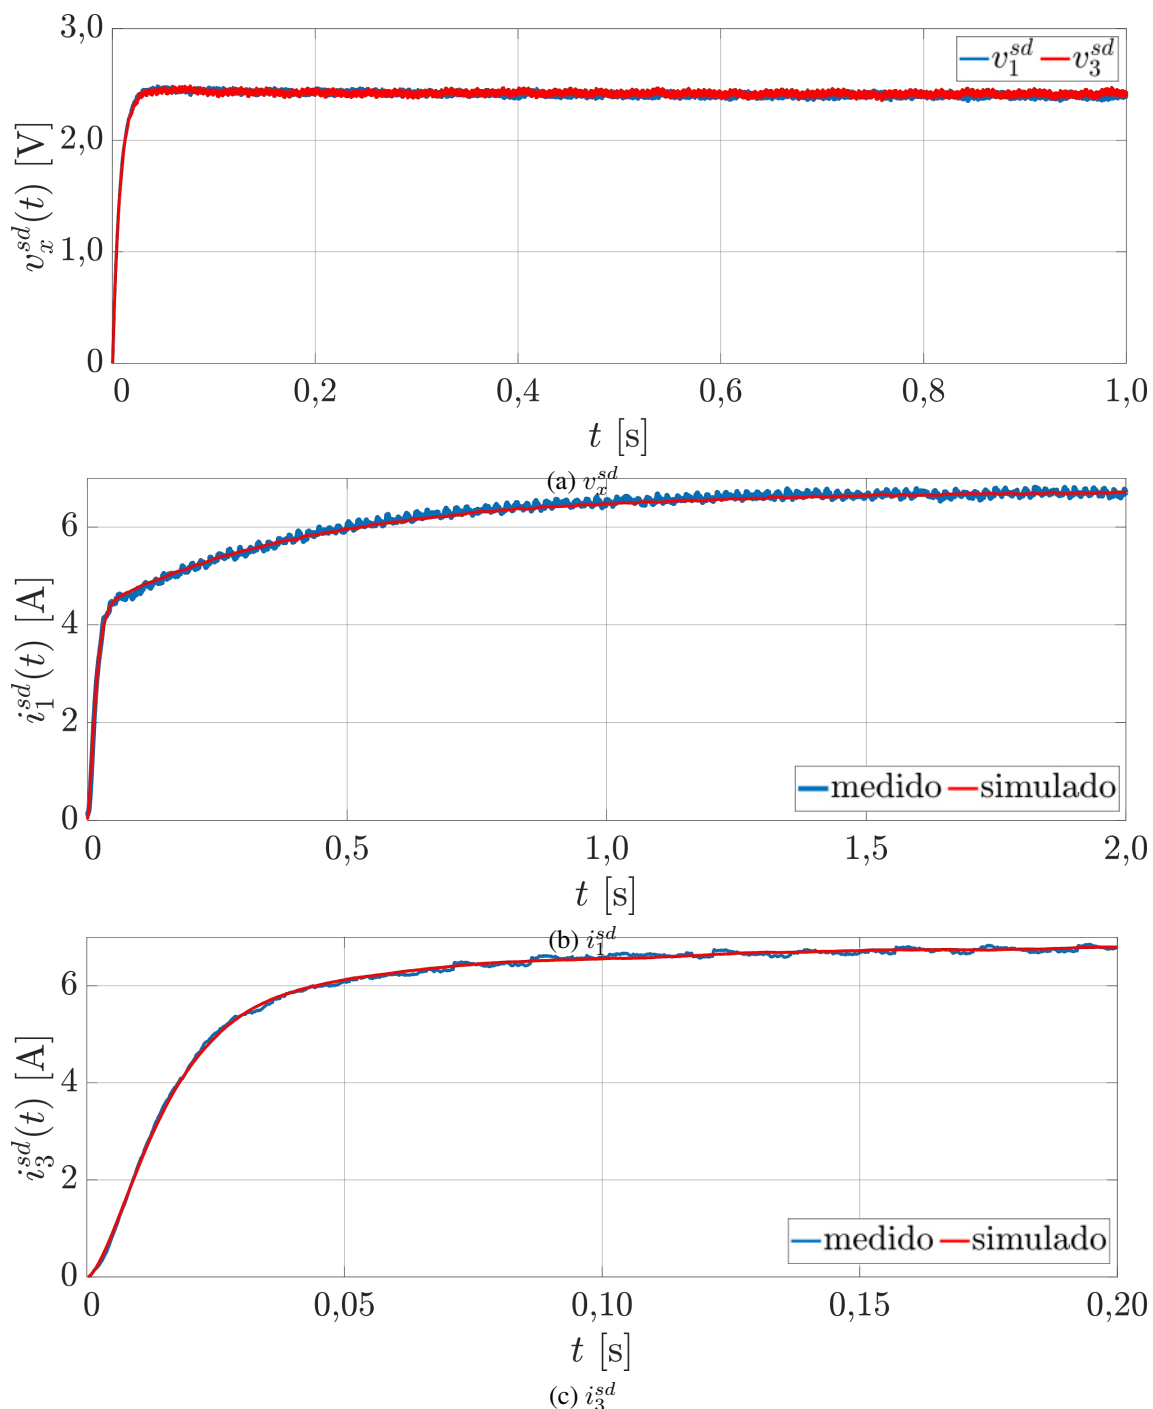 3,0
2,0
1,0
0
v_x^{sd}(t) [V]
v_1^{sd} v_3^{sd}
0 0,2 0,4 0,6 0,8 1,0
t [s]
(a) v_x^{sd}
6
4
2
0
i_1^{sd}(t) [A]
medido simulado
0 0,5 1,0 1,5 2,0
t [s]
(b) i_1^{sd}
6
4
2
0
i_3^{sd}(t) [A]
medido simulado
0 0,05 0,10 0,15 0,20
t [s]
(c) i_3^{sd}